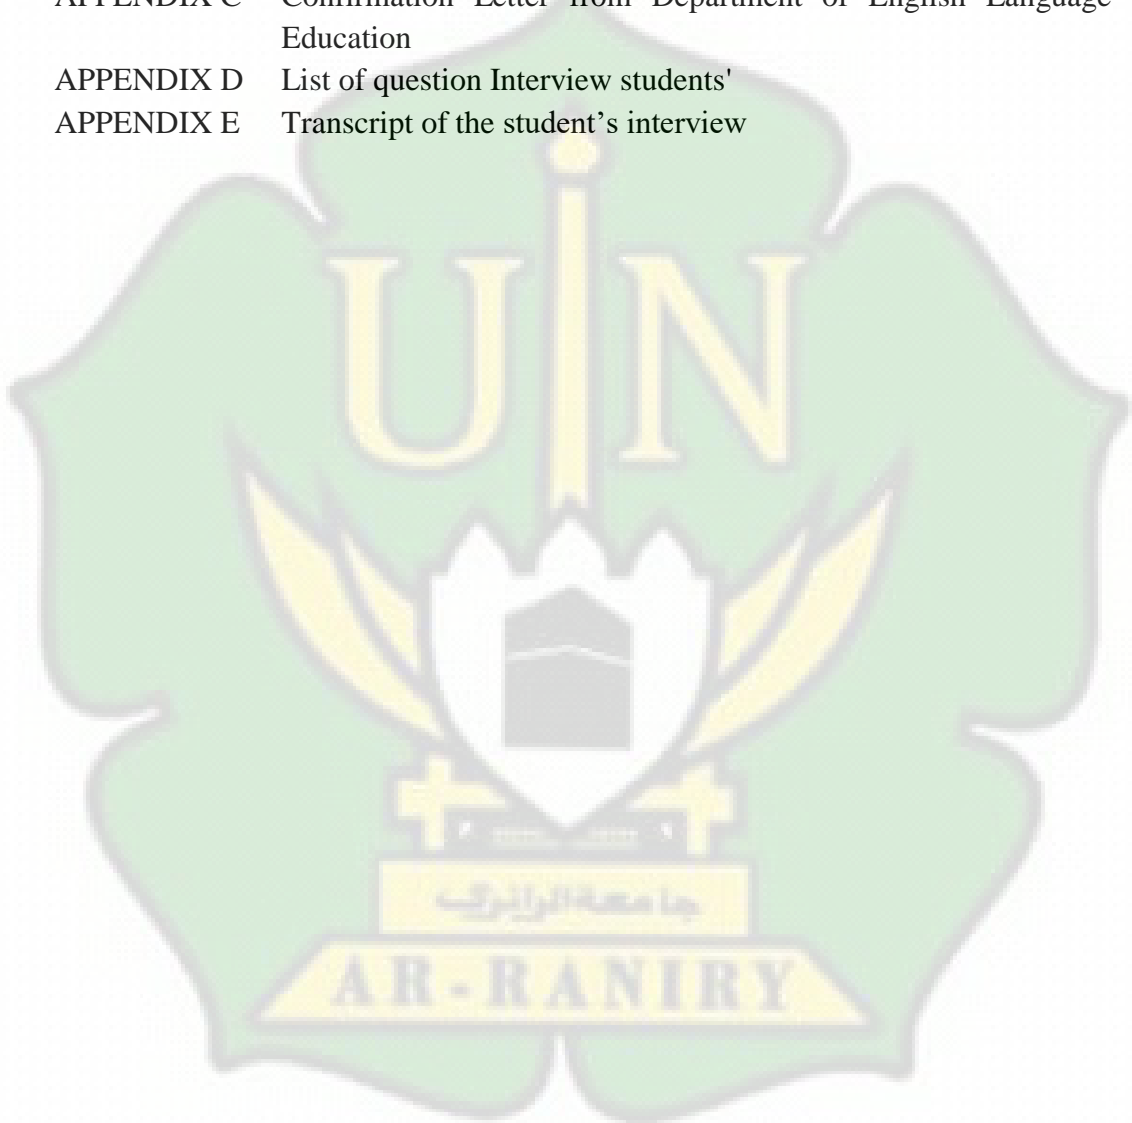 APPENDIX C Confirmation Letter from Department of English Language
Education
APPENDIX D List of question Interview students'
APPENDIX E Transcript of the student’s interview
UIN
جامعة الرانري
AR-RANIRY